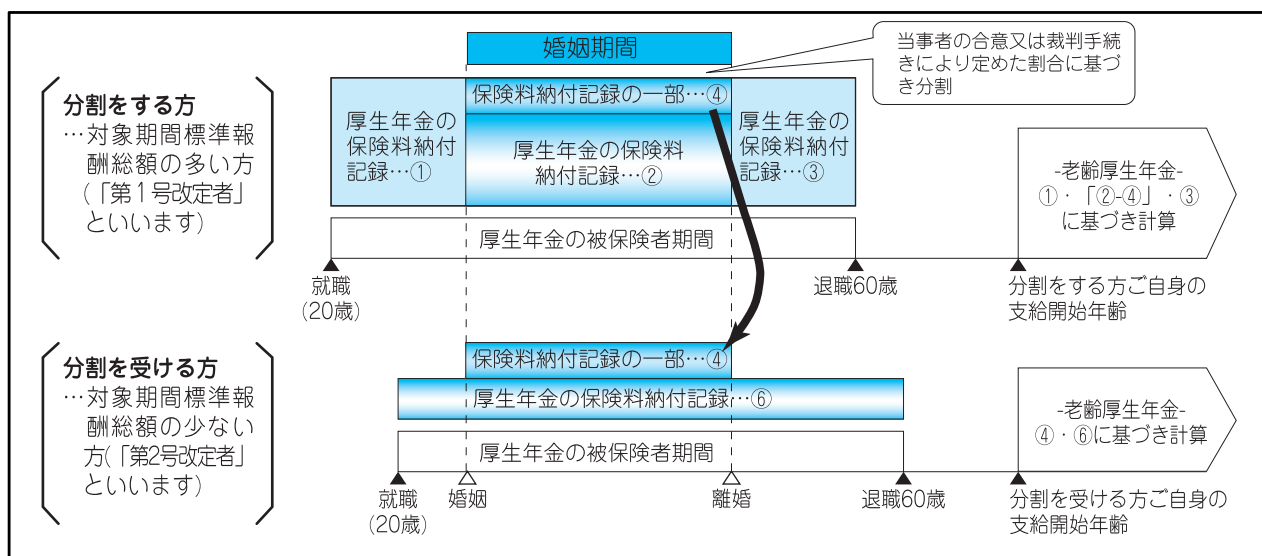 婚姻期間
当事者の合意又は裁判手続
きにより定めた割合に基づ
き分割
分割をする方
…対象期間標準報
酬総額の多い方
(「第1号改定者」
といいます)
保険料納付記録の一部…④
厚生年金の
保険料納付
記録…①
厚生年金の保険料
納付記録…②
厚生年金の
保険料納付
記録…③
-老齢厚生年金-
①・「②-④」・③
に基づき計算
厚生年金の被保険者期間
就職
(20歳)
退職60歳
分割をする方ご自身の
支給開始年齢
分割を受ける方
…対象期間標準報
酬総額の少ない
方(「第2号改定者」
といいます)
保険料納付記録の一部…④
厚生年金の保険料納付記録…⑥
厚生年金の被保険者期間
-老齢厚生年金-
④・⑥に基づき計算
就職
(20歳)
婚姻
離婚
退職60歳
分割を受ける方ご自身の
支給開始年齢